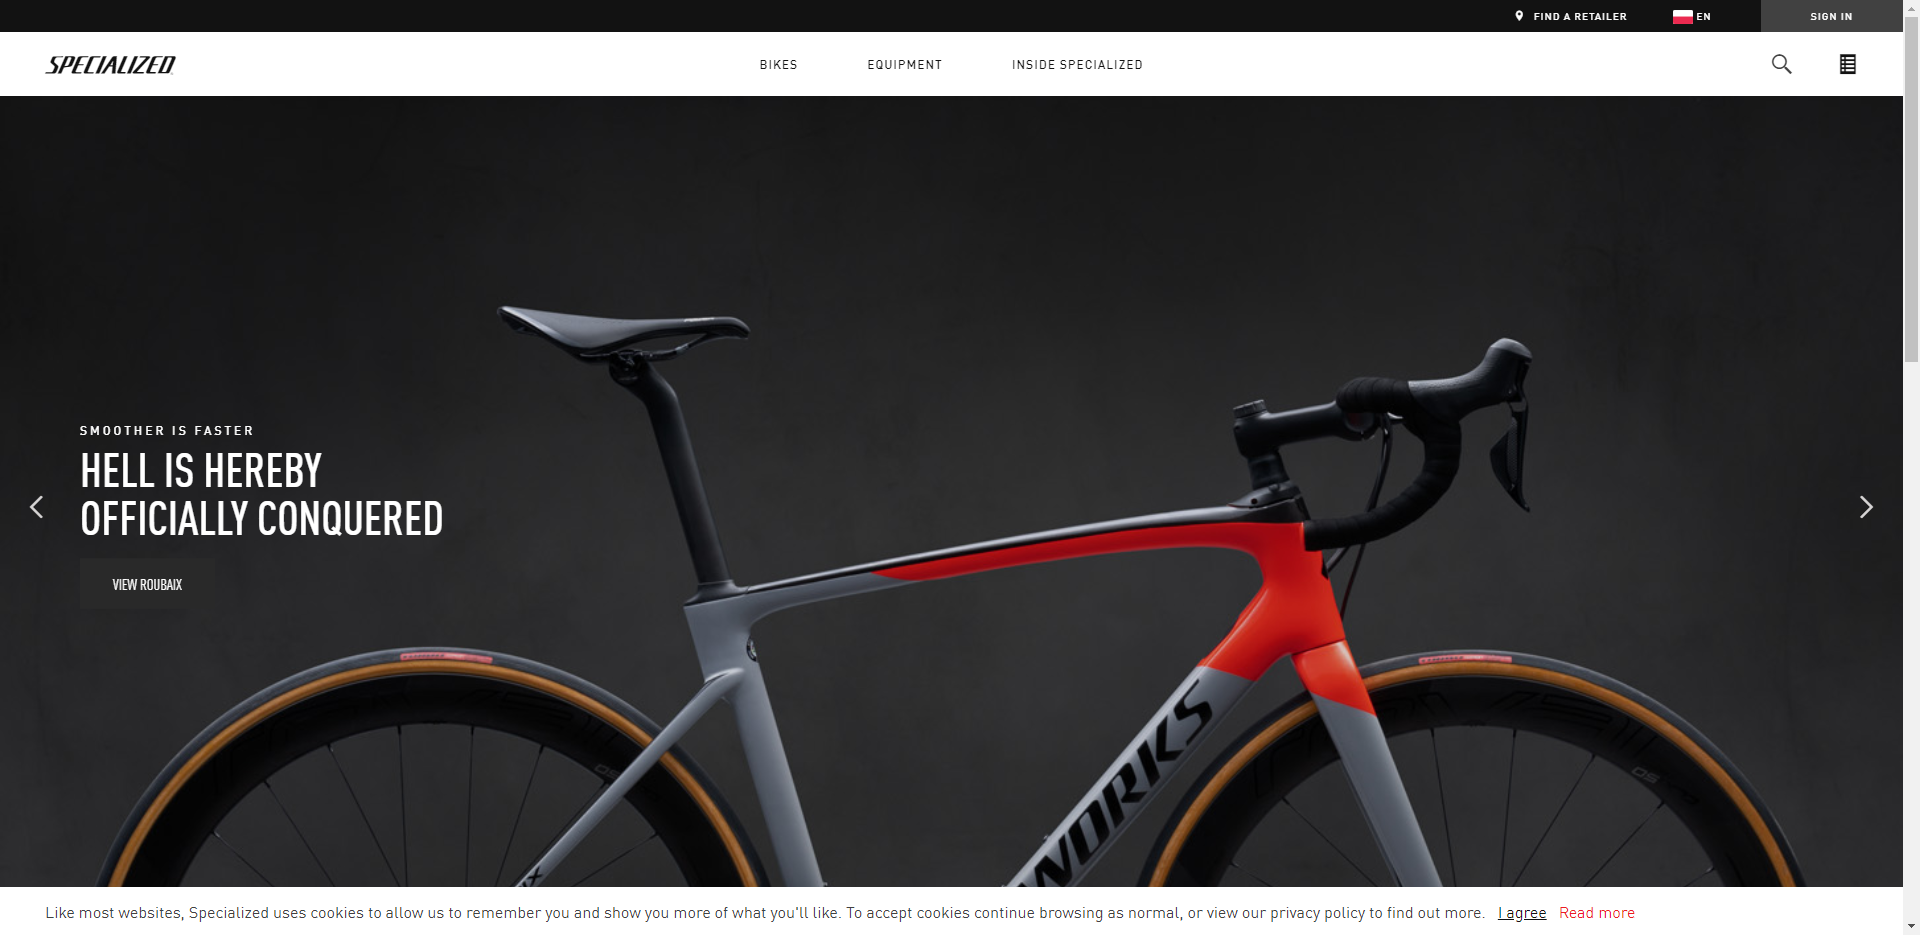 FIND A RETAILER
EN
SIGN IN
SPECIALIZED
BIKES
EQUIPMENT
INSIDE SPECIALIZED
SMOOTHER IS FASTER
HELL IS HEREBY
OFFICIALLY CONQUERED
VIEW ROUBAIX
WORKS
50
50
Like most websites, Specialized uses cookies to allow us to remember you and show you more of what you'll like. To accept cookies continue browsing as normal, or view our privacy policy to find out more. I agree Read more